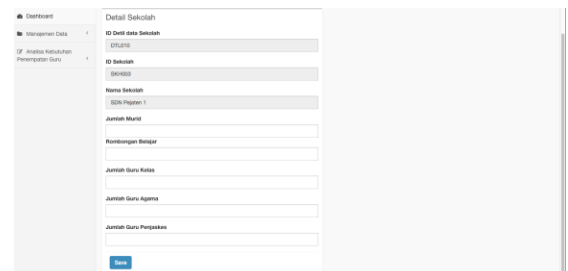 Dashboard
Manajemen Data
Analisa Kebutuhan
Penempatan Guru
Detail Sekolah
ID Detil data Sekolah
DTL010
ID Sekolah
SKH003
Nama Sekolah
SDN Pejaten 1
Jumlah Murid
Rombongan Belajar
Jumlah Guru Kelas
Jumlah Guru Agama
Jumlah Guru Penjaskes
Save